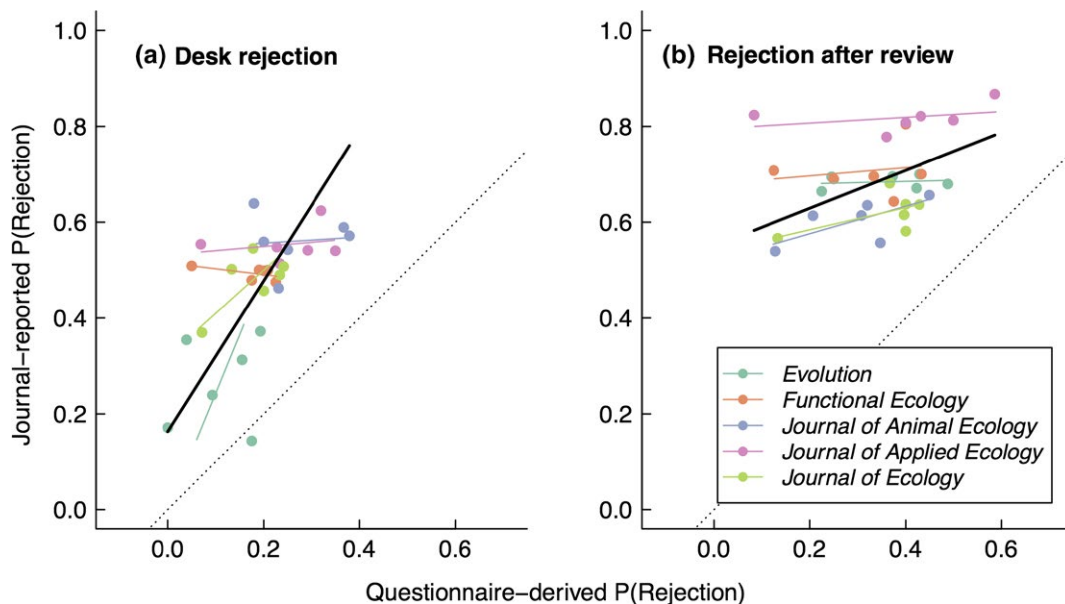 (a) Desk rejection
(b) Rejection after review
Journal−reported P(Rejection)
1.0
0.8
0.6
0.4
0.2
0.0
0.0 0.2 0.4 0.6
1.0
0.8
0.6
0.4
0.2
0.0
0.0 0.2 0.4 0.6
Evolution
Functional Ecology
Journal of Animal Ecology
Journal of Applied Ecology
Journal of Ecology
Questionnaire−derived P(Rejection)